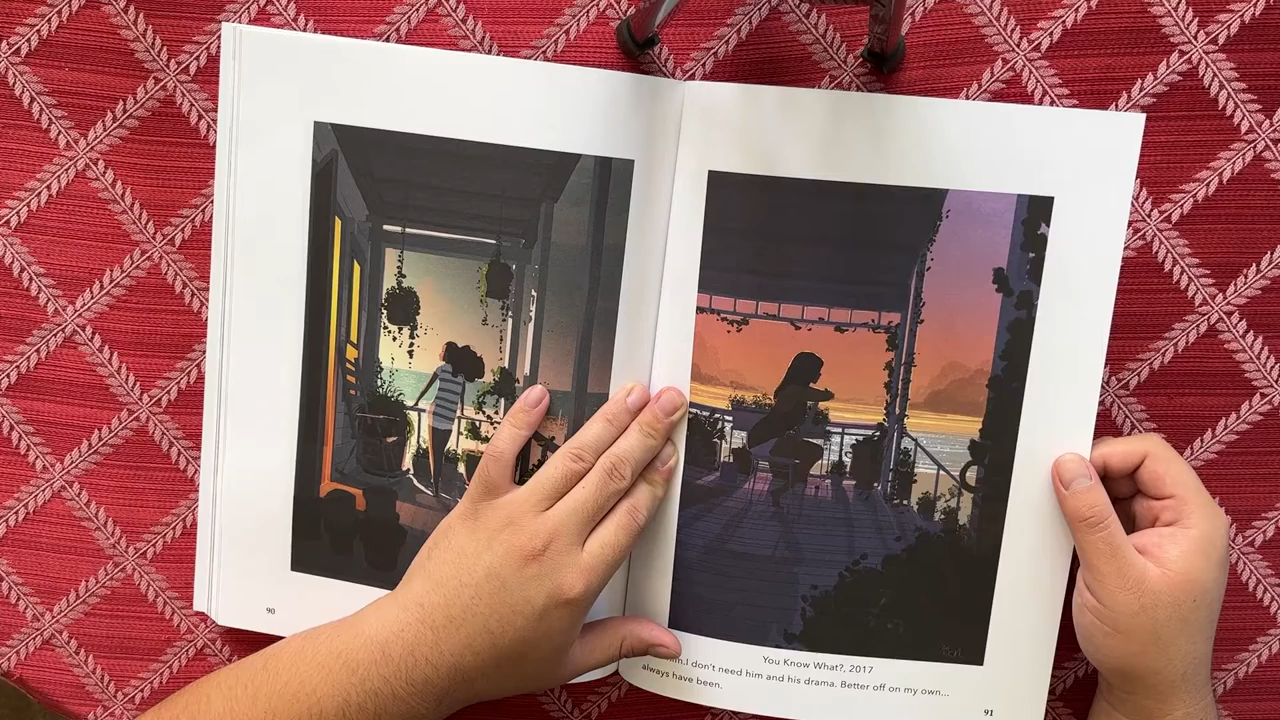 90
You Know What?, 2017
him.I don't need him and his drama. Better off on my own...
always have been.
91